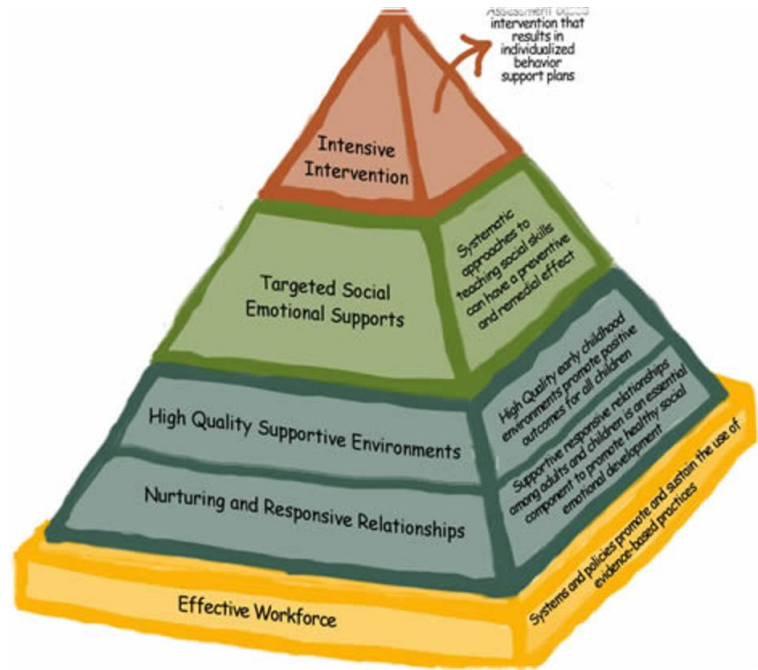 Assessment based
intervention that
results in
individualized
behavior
support plans
Intensive
Intervention
Systematic
approaches to
teaching social skills
can have a preventive
and remedial effect
Targeted Social
Emotional Supports
High Quality early childhood
environments promote positive
outcomes for all children
High Quality Supportive Environments
Supportive responsive relationships
among adults and children is an essential
component to promote healthy social
emotional development
Nurturing and Responsive Relationships
Systems and policies promote and sustain the use of
evidence-based practices
Effective Workforce